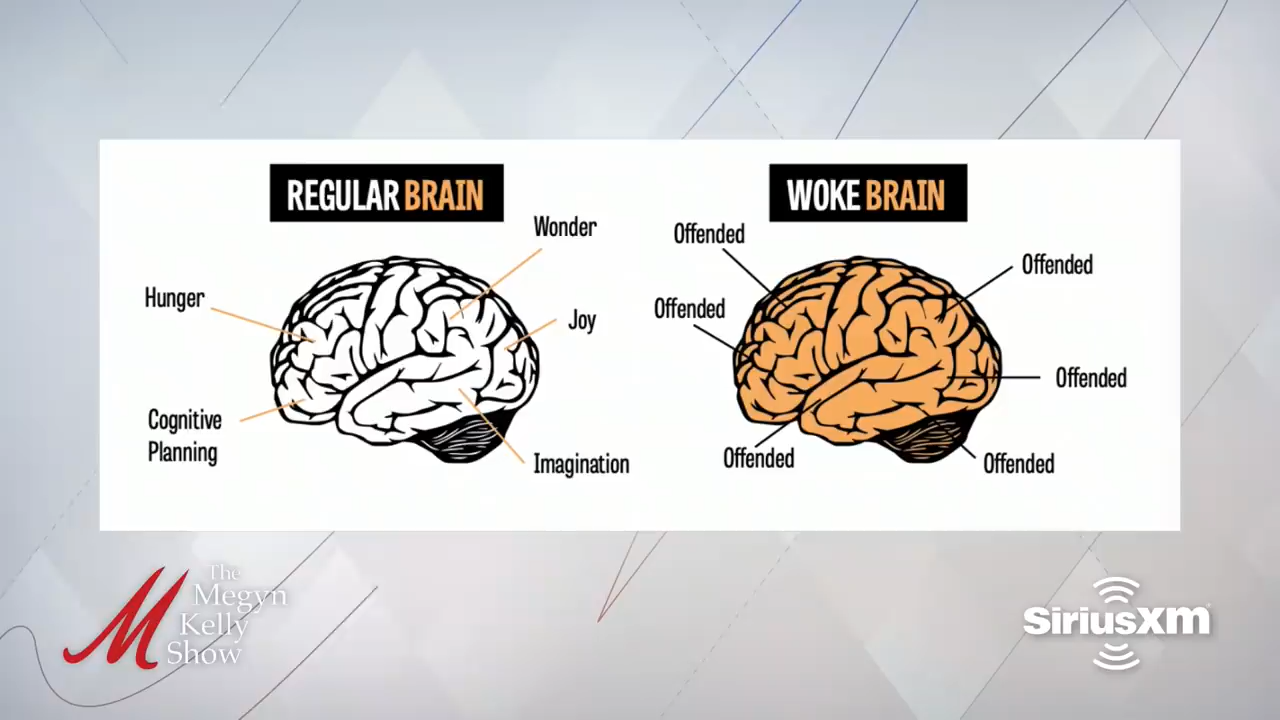 REGULAR BRAIN
Wonder
Hunger
Joy
Cognitive
Planning
Imagination
WOKE BRAIN
Offended
Offended
Offended
Offended
Offended
Offended
The
Megyn
Kelly
Show
M
SiriusXM